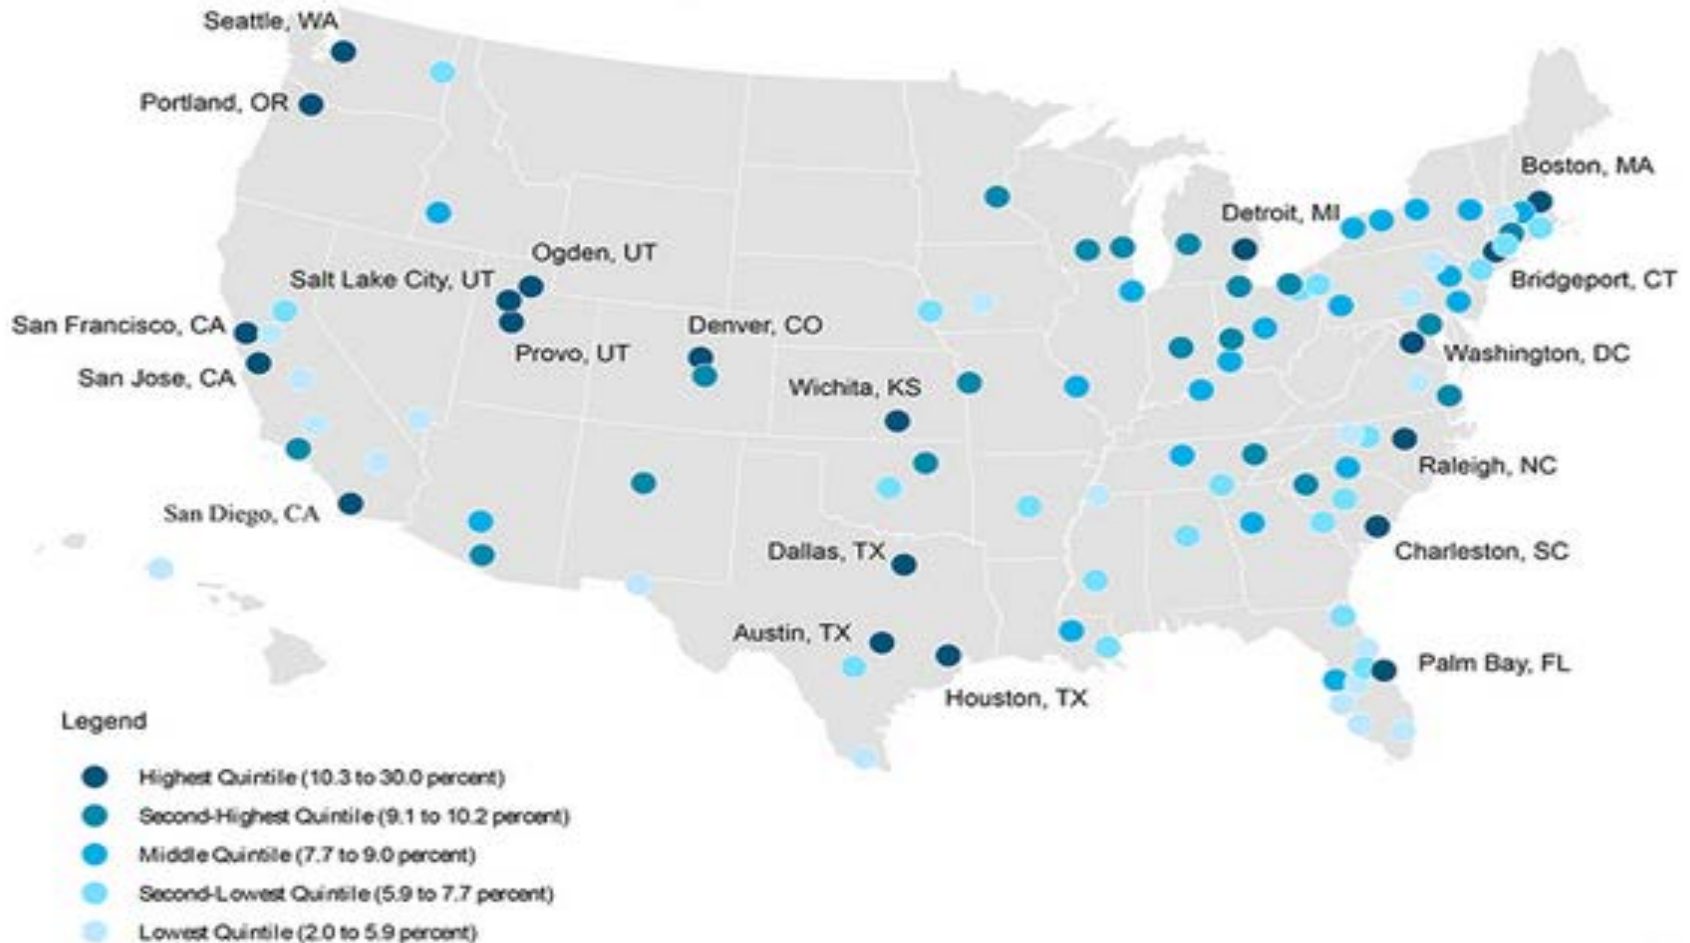 Seattle, WA
Portland, OR
Boston, MA
Detroit, MI
Ogden, UT
Salt Lake City, UT
Bridgeport, CT
San Francisco, CA
Denver, CO
Provo, UT
Washington, DC
San Jose, CA
Wichita, KS
Raleigh, NC
San Diego, CA
Dallas, TX
Charleston, SC
Austin, TX
Palm Bay, FL
Houston, TX
Legend
Highest Quintile (10.3 to 30.0 percent)
Second-Highest Quintile (9.1 to 10.2 percent)
Middle Quintile (7.7 to 9.0 percent)
Second-Lowest Quintile (5.9 to 7.7 percent)
Lowest Quintile (2.0 to 5.9 percent)